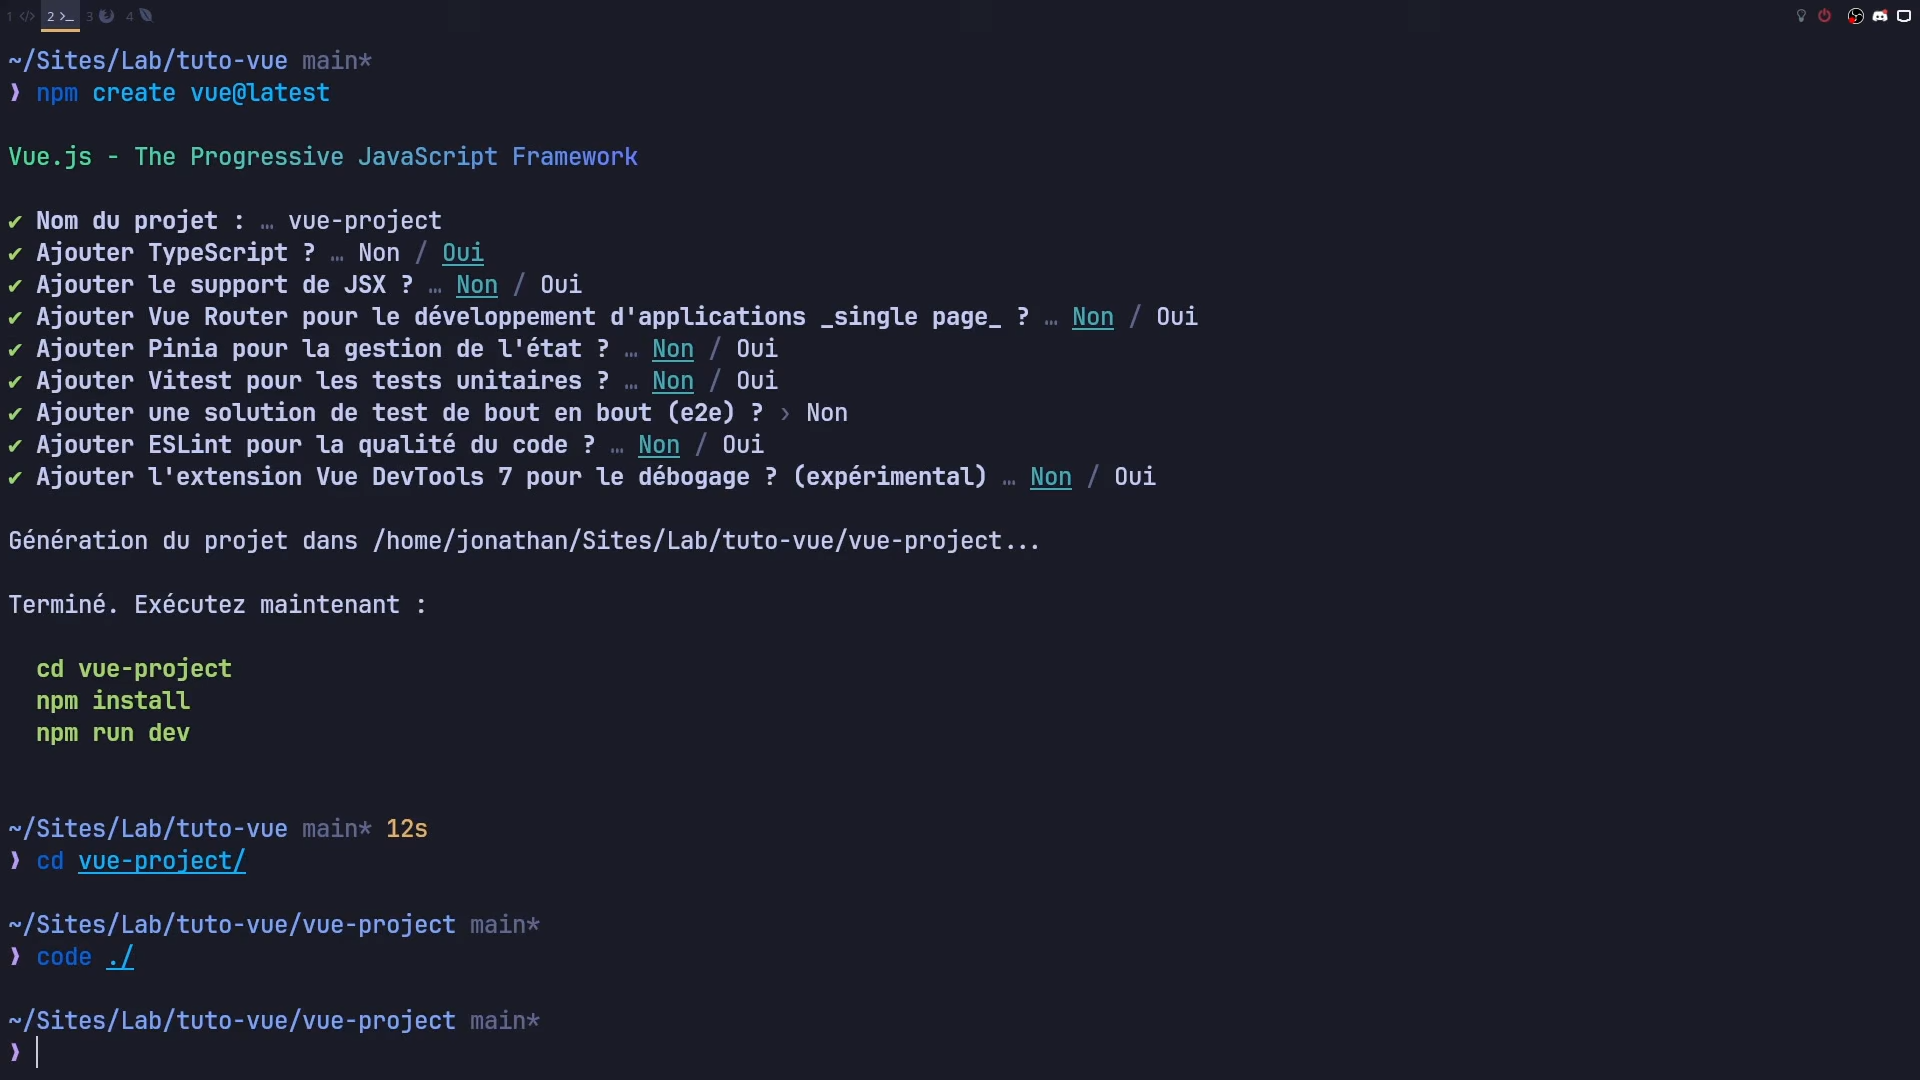 1 </> 2 >_ 3 4
~/Sites/Lab/tuto-vue main*
❯ npm create vue@latest
Vue.js - The Progressive JavaScript Framework
✔ Nom du projet : … vue-project
✔ Ajouter TypeScript ? … Non / Oui
✔ Ajouter le support de JSX ? … Non / Oui
✔ Ajouter Vue Router pour le développement d'applications _single page_ ? … Non / Oui
✔ Ajouter Pinia pour la gestion de l'état ? … Non / Oui
✔ Ajouter Vitest pour les tests unitaires ? … Non / Oui
✔ Ajouter une solution de test de bout en bout (e2e) ? › Non
✔ Ajouter ESLint pour la qualité du code ? … Non / Oui
✔ Ajouter l'extension Vue DevTools 7 pour le débogage ? (expérimental) … Non / Oui
Génération du projet dans /home/jonathan/Sites/Lab/tuto-vue/vue-project...
Terminé. Exécutez maintenant :
cd vue-project
npm install
npm run dev
~/Sites/Lab/tuto-vue main* 12s
❯ cd vue-project/
~/Sites/Lab/tuto-vue/vue-project main*
❯ code ./
~/Sites/Lab/tuto-vue/vue-project main*
❯